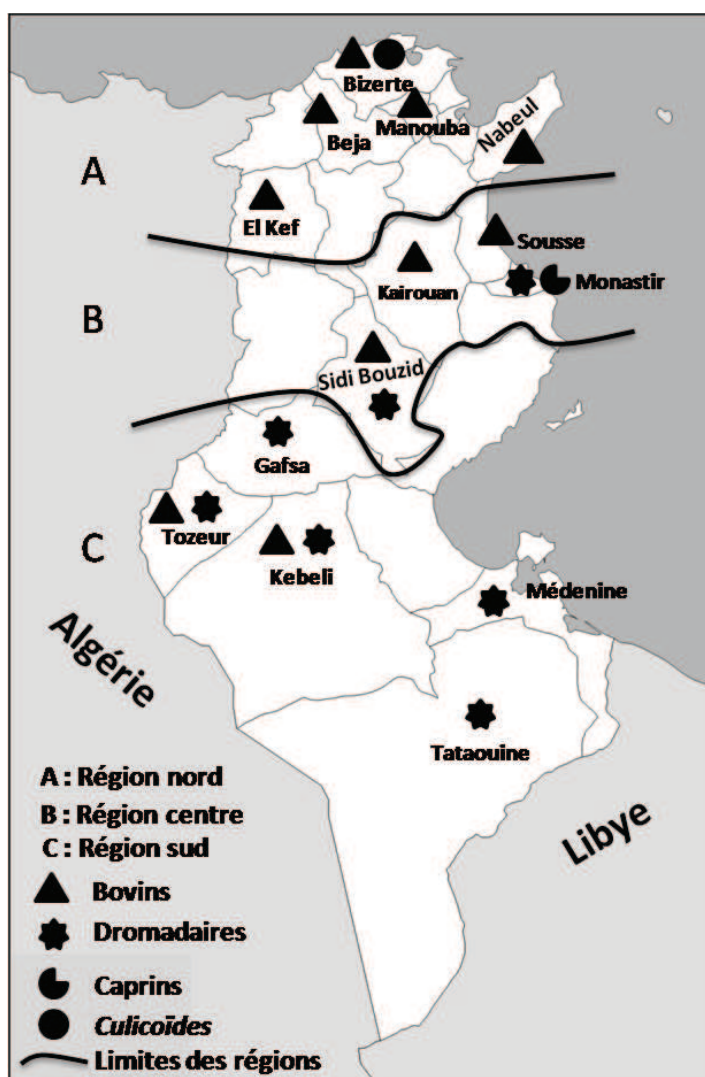 Bizerte
Beja
Manouba
Nabeul
A
El Kef
Sousse
Kairouan
Monastir
B
Sidi Bouzid
Gafsa
Tozeur
C
Kebeli
Médenine
Algérie
Tataouine
A : Région nord
B : Région centre
C : Région sud
Libye
Bovins
Dromadaires
Caprins
Culicoïdes
Limites des régions